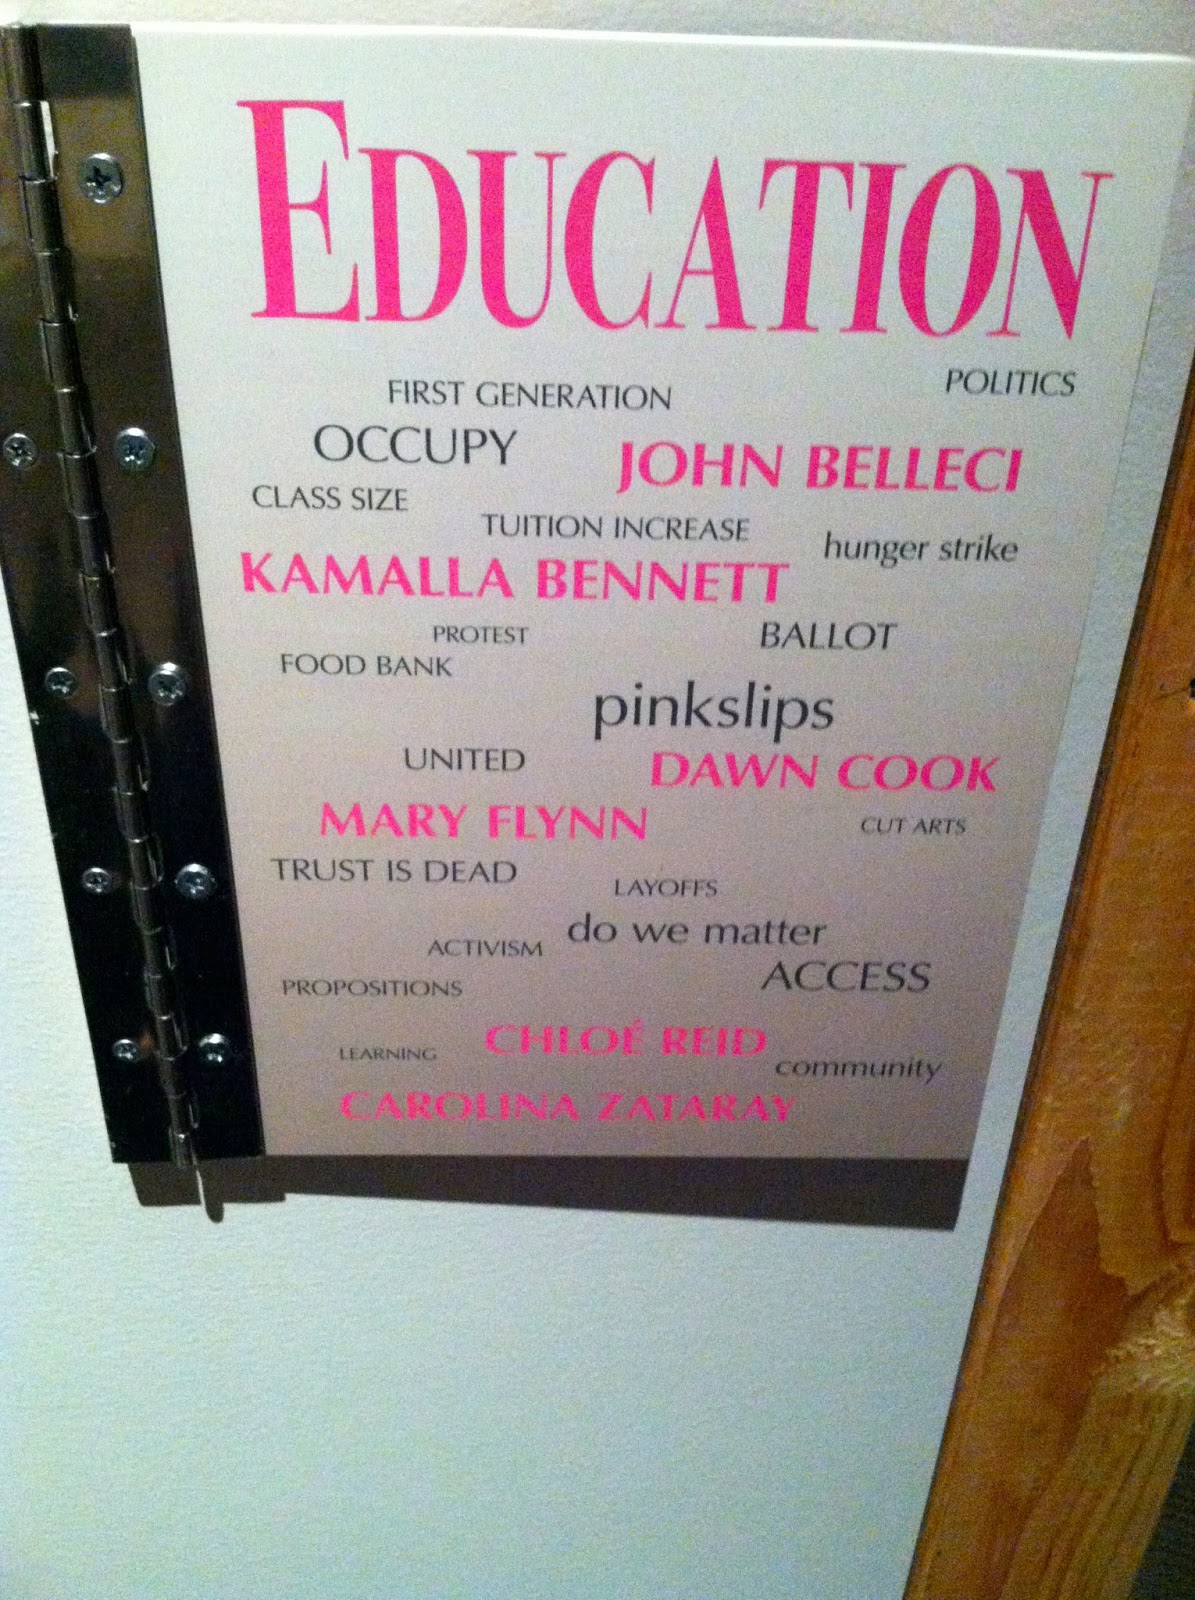 EDUCATION
FIRST GENERATION
POLITICS
OCCUPY
JOHN BELLECI
CLASS SIZE
TUITION INCREASE
hunger strike
KAMALLA BENNETT
PROTEST
BALLOT
FOOD BANK
pinkslips
UNITED
DAWN COOK
MARY FLYNN
CUT ARTS
TRUST IS DEAD
LAYOFFS
do we matter
ACTIVISM
ACCESS
PROPOSITIONS
CHLOÉ REID
LEARNING
community
CAROLINA ZATARAY